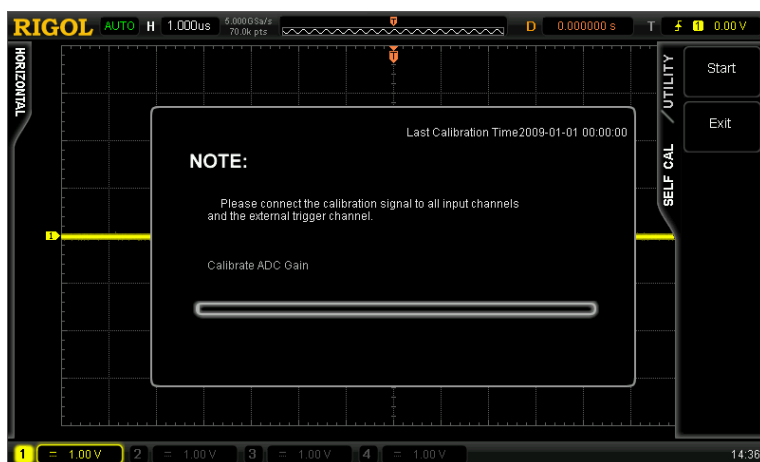 RIGOL AUTO H 1.000us 5.000GSa/s 70.0k pts D 0.000000 s T 1 0.00 V
HORIZONTAL
UTILITY
SELF CAL
Start
Exit
Last Calibration Time2009-01-01 00:00:00
NOTE:
Please connect the calibration signal to all input channels
and the external trigger channel.
Calibrate ADC Gain
T
1
1 = 1.00 V 2 = 1.00 V 3 = 1.00 V 4 = 1.00 V 14:36